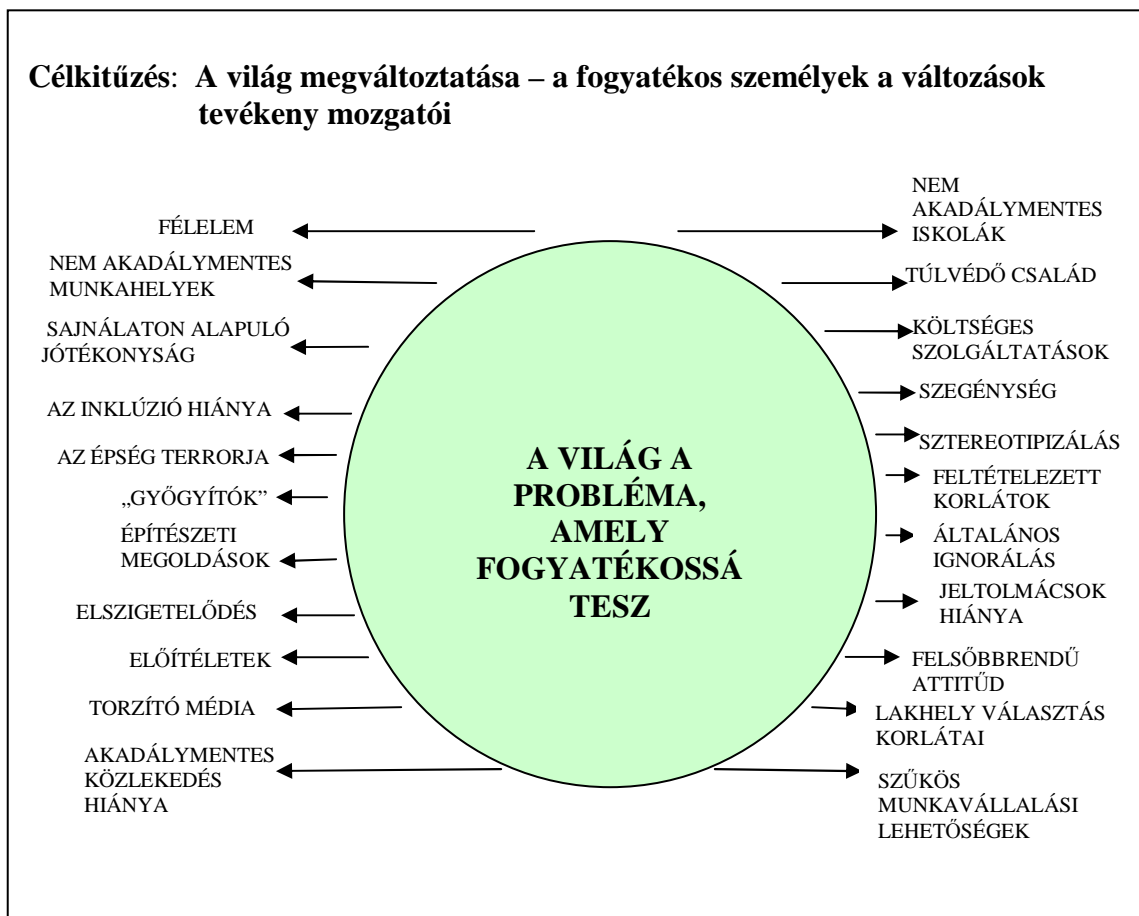 Célkitűzés: A világ megváltoztatása – a fogyatékos személyek a változások
tevékeny mozgatói
FÉLELEM
NEM AKADÁLYMENTES
MUNKAHELYEK
SAJNÁLATON ALAPULÓ
JÓTÉKONYSÁG
AZ INKLÚZIÓ HIÁNYA
AZ ÉPSÉG TERRORJA
„GYŐGYÍTÓK”
ÉPÍTÉSZETI
MEGOLDÁSOK
ELSZIGETELŐDÉS
ELŐÍTÉLETEK
TORZÍTÓ MÉDIA
AKADÁLYMENTES
KÖZLEKEDÉS
HIÁNYA
A VILÁG A
PROBLÉMA,
AMELY
FOGYATÉKOSSÁ
TESZ
NEM
AKADÁLYMENTES
ISKOLÁK
TÚLVÉDŐ CSALÁD
KÖLTSÉGES
SZOLGÁLTATÁSOK
SZEGÉNYSÉG
SZTEREOTIPIZÁLÁS
FELTÉTELEZETT
KORLÁTOK
ÁLTALÁNOS
IGNORÁLÁS
JELTOLMÁCSOK
HIÁNYA
FELSŐBBRENDŰ
ATTITŰD
LAKHELY VÁLASZTÁS
KORLÁTAI
SZŰKÖS
MUNKAVÁLLALÁSI
LEHETŐSÉGEK